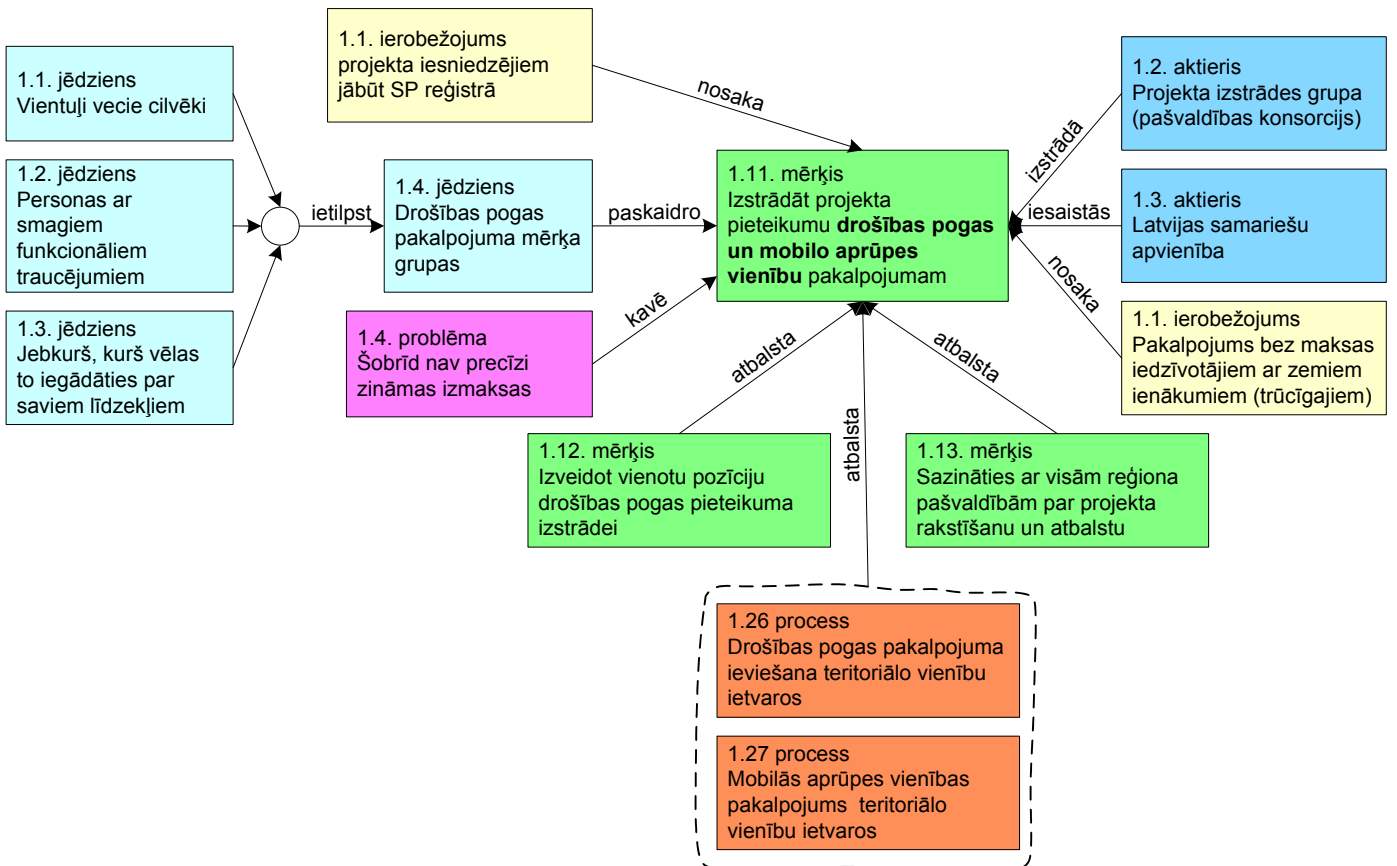 1.1. jēdziens
Vientuļi vecie cilvēki
1.2. jēdziens
Personas ar
smagiem
funkcionāliem
traucējumiem
1.3. jēdziens
Jebkurš, kurš vēlas
to iegādāties par
saviem līdzekļiem
ietilpst
1.1. ierobežojums
projekta iesniedzējiem
jābūt SP reģistrā
nosaka
1.4. jēdziens
Drošības pogas
pakalpojuma mērķa
grupas
paskaidro
1.4. problēma
Šobrīd nav precīzi
zināmas izmaksas
kavē
1.11. mērķis
Izstrādāt projekta
pieteikumu drošības pogas
un mobilo aprūpes
vienību pakalpojumam
izstrādā
1.2. aktieris
Projekta izstrādes grupa
(pašvaldības konsorcijs)
iesaistās
1.3. aktieris
Latvijas samariešu
apvienība
nosaka
1.1. ierobežojums
Pakalpojums bez maksas
iedzīvotājiem ar zemiem
ienākumiem (trūcīgajiem)
atbalsta
atbalsta
atbalsta
1.12. mērķis
Izveidot vienotu pozīciju
drošības pogas pieteikuma
izstrādei
1.13. mērķis
Sazināties ar visām reģiona
pašvaldībām par projekta
rakstīšanu un atbalstu
1.26 process
Drošības pogas pakalpojuma
ieviešana teritoriālo vienību
ietvaros
1.27 process
Mobilās aprūpes vienības
pakalpojums teritoriālo
vienību ietvaros